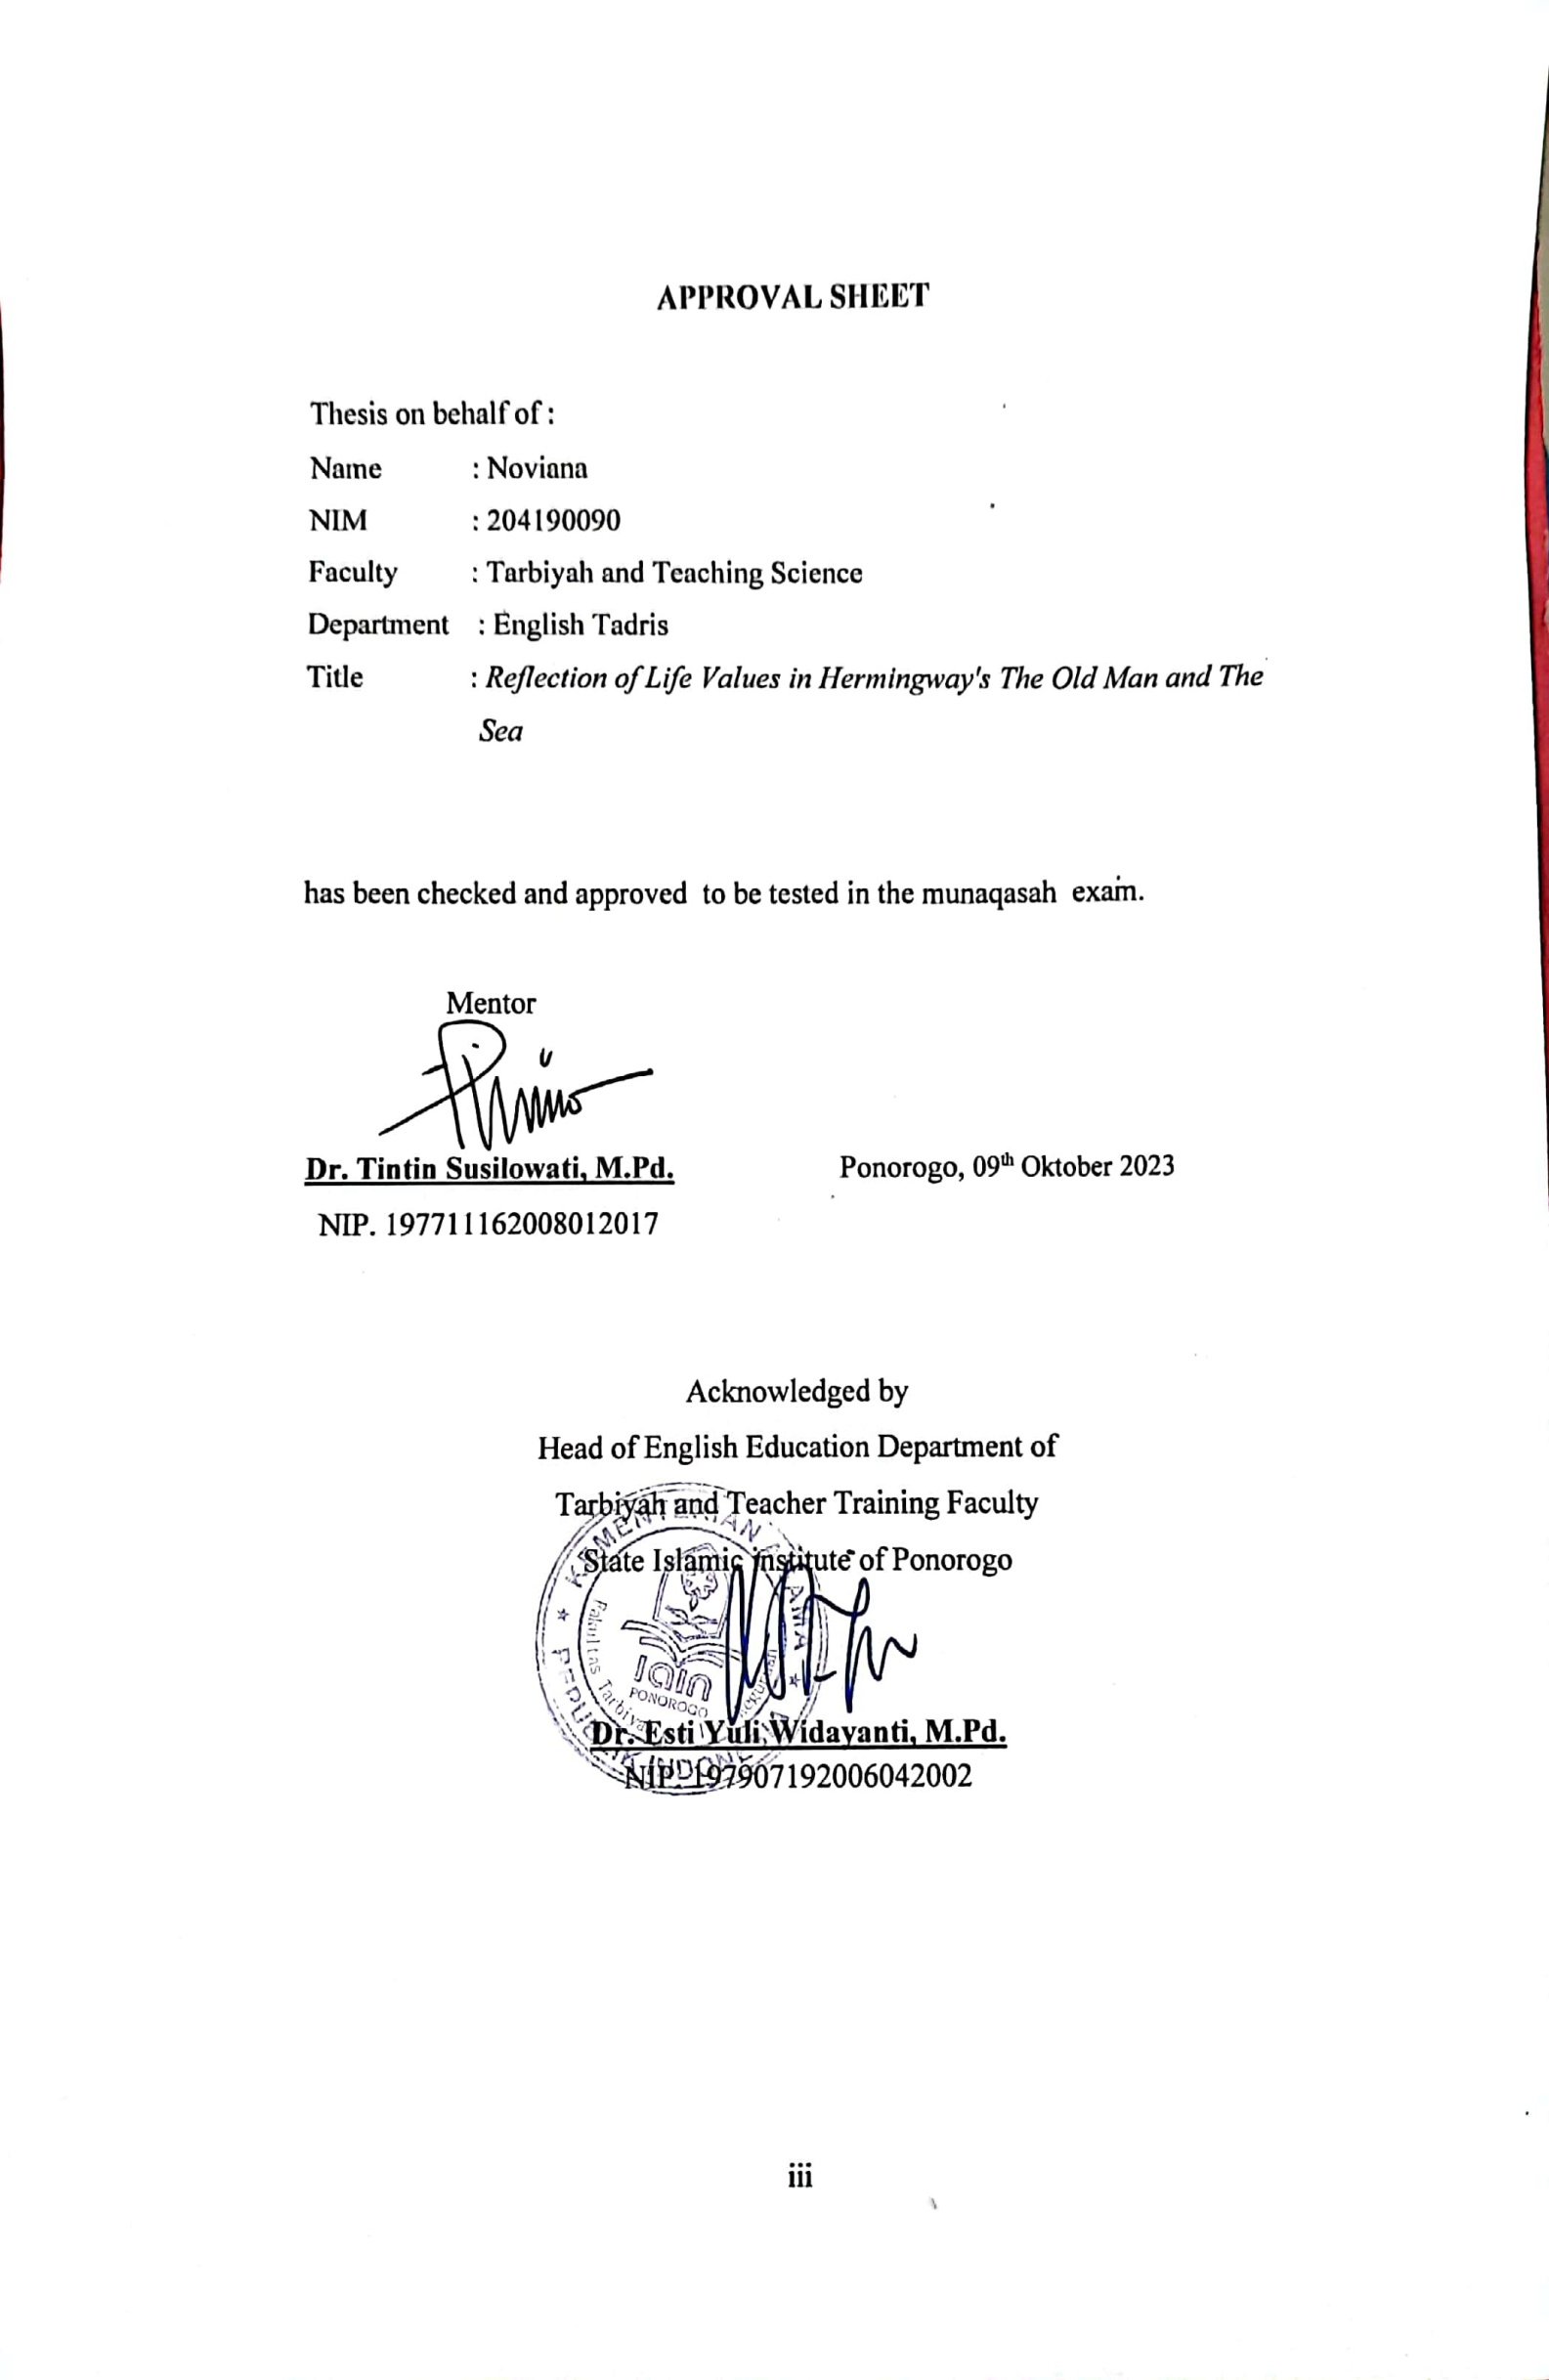 APPROVAL SHEET
Thesis on behalf of :
Name : Noviana
NIM : 204190090
Faculty : Tarbiyah and Teaching Science
Department : English Tadris
Title : Reflection of Life Values in Hermingway's The Old Man and The
Sea
has been checked and approved to be tested in the munaqasah exam.
Mentor
Dr. Tintin Susilowati, M.Pd.
NIP. 197711162008012017
Ponorogo, 09th Oktober 2023
Acknowledged by
Head of English Education Department of
Tarbiyah and Teacher Training Faculty
State Islamic institute of Ponorogo
iain
PONOROGO
Fakultas Tarbiya
Dr. Esti Yuli Widayanti, M.Pd.
NIP. 197907192006042002
iii